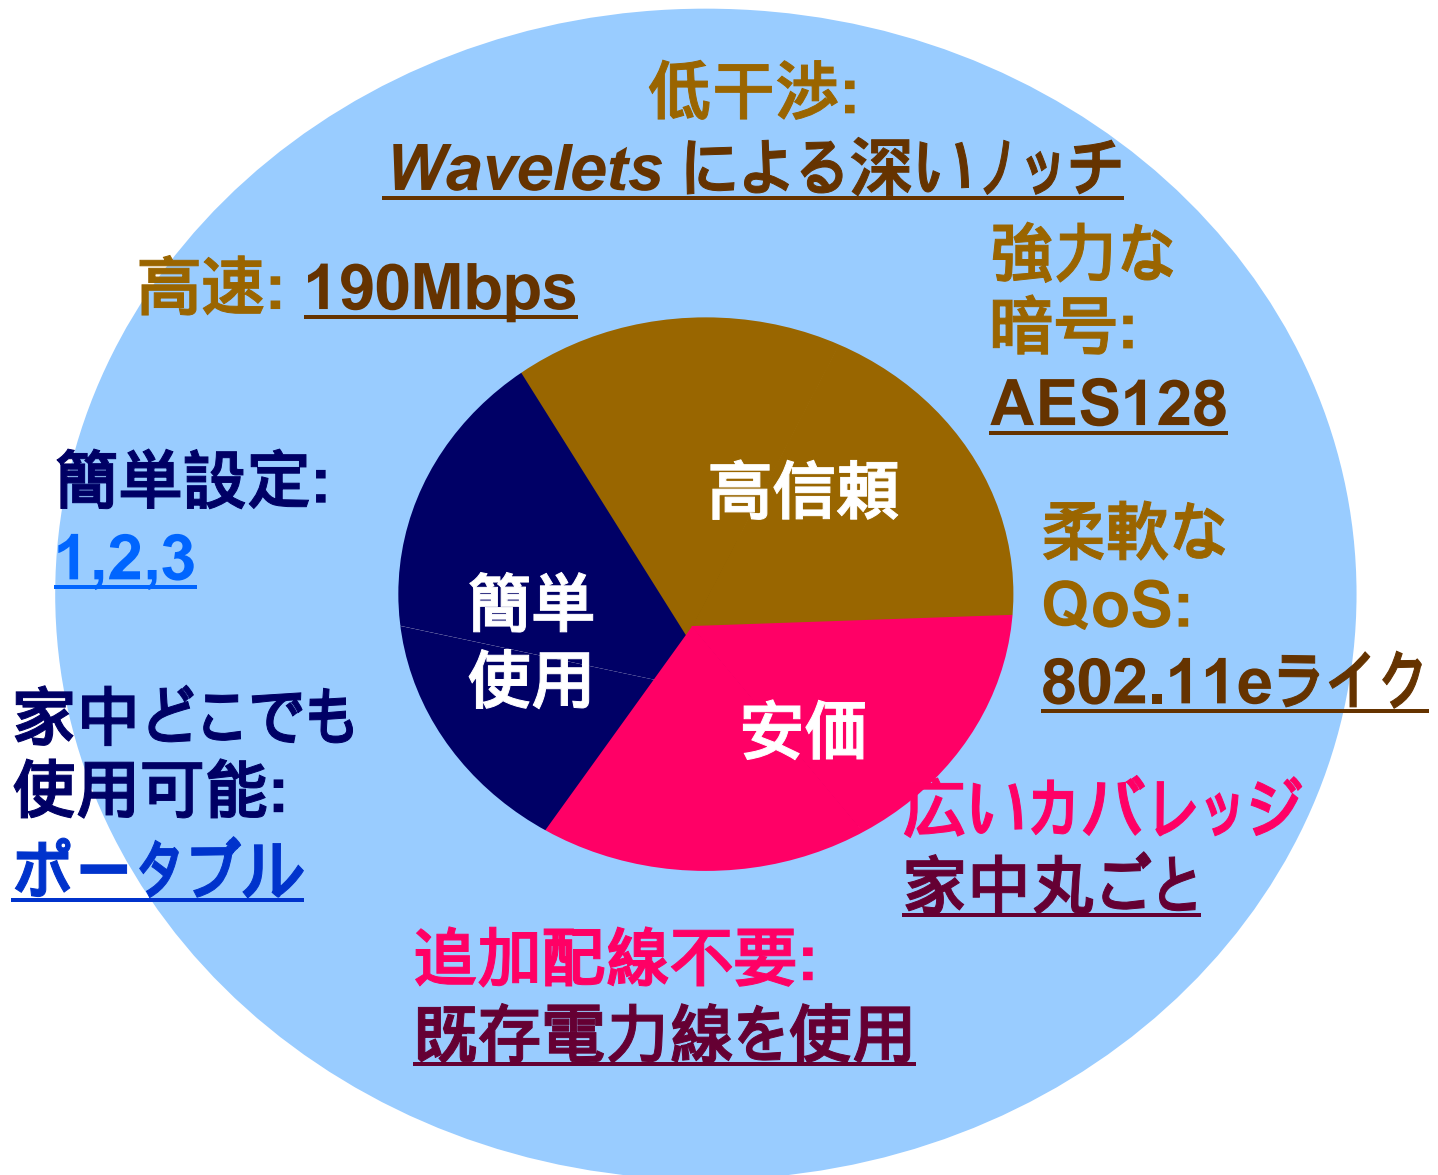 低干渉:
Wavelets による深いノッチ
高速: 190Mbps
強力な
暗号:
AES128
高信頼
簡単設定:
1,2,3
柔軟な
QoS:
802.11eライク
簡単
使用
家中どこでも
使用可能:
ポータブル
安価
広いカバレッジ
家中丸ごと
追加配線不要:
既存電力線を使用